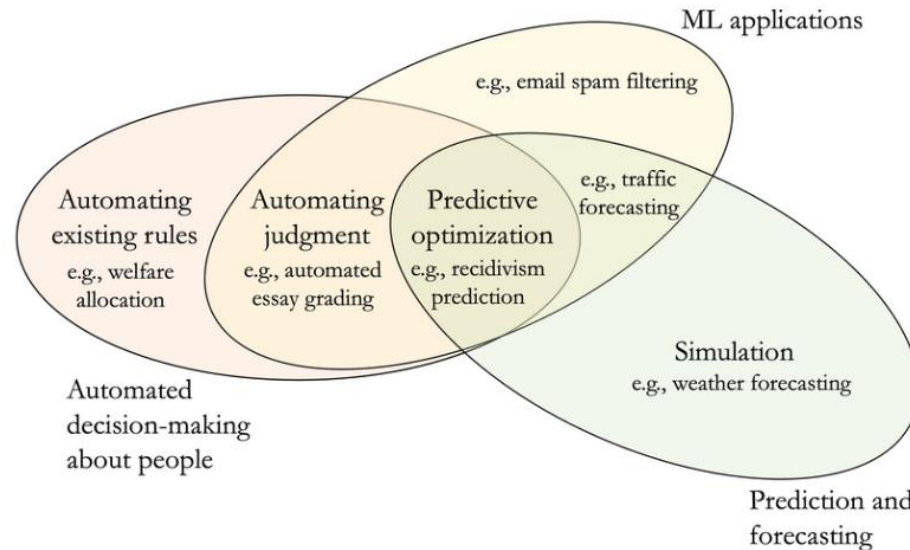 ML applications
e.g., email spam filtering
Automating
existing rules
e.g., welfare
allocation
Automating
judgment
e.g., automated
essay grading
Predictive
optimization
e.g., recidivism
prediction
e.g., traffic
forecasting
Simulation
e.g., weather forecasting
Automated
decision-making
about people
Prediction and
forecasting